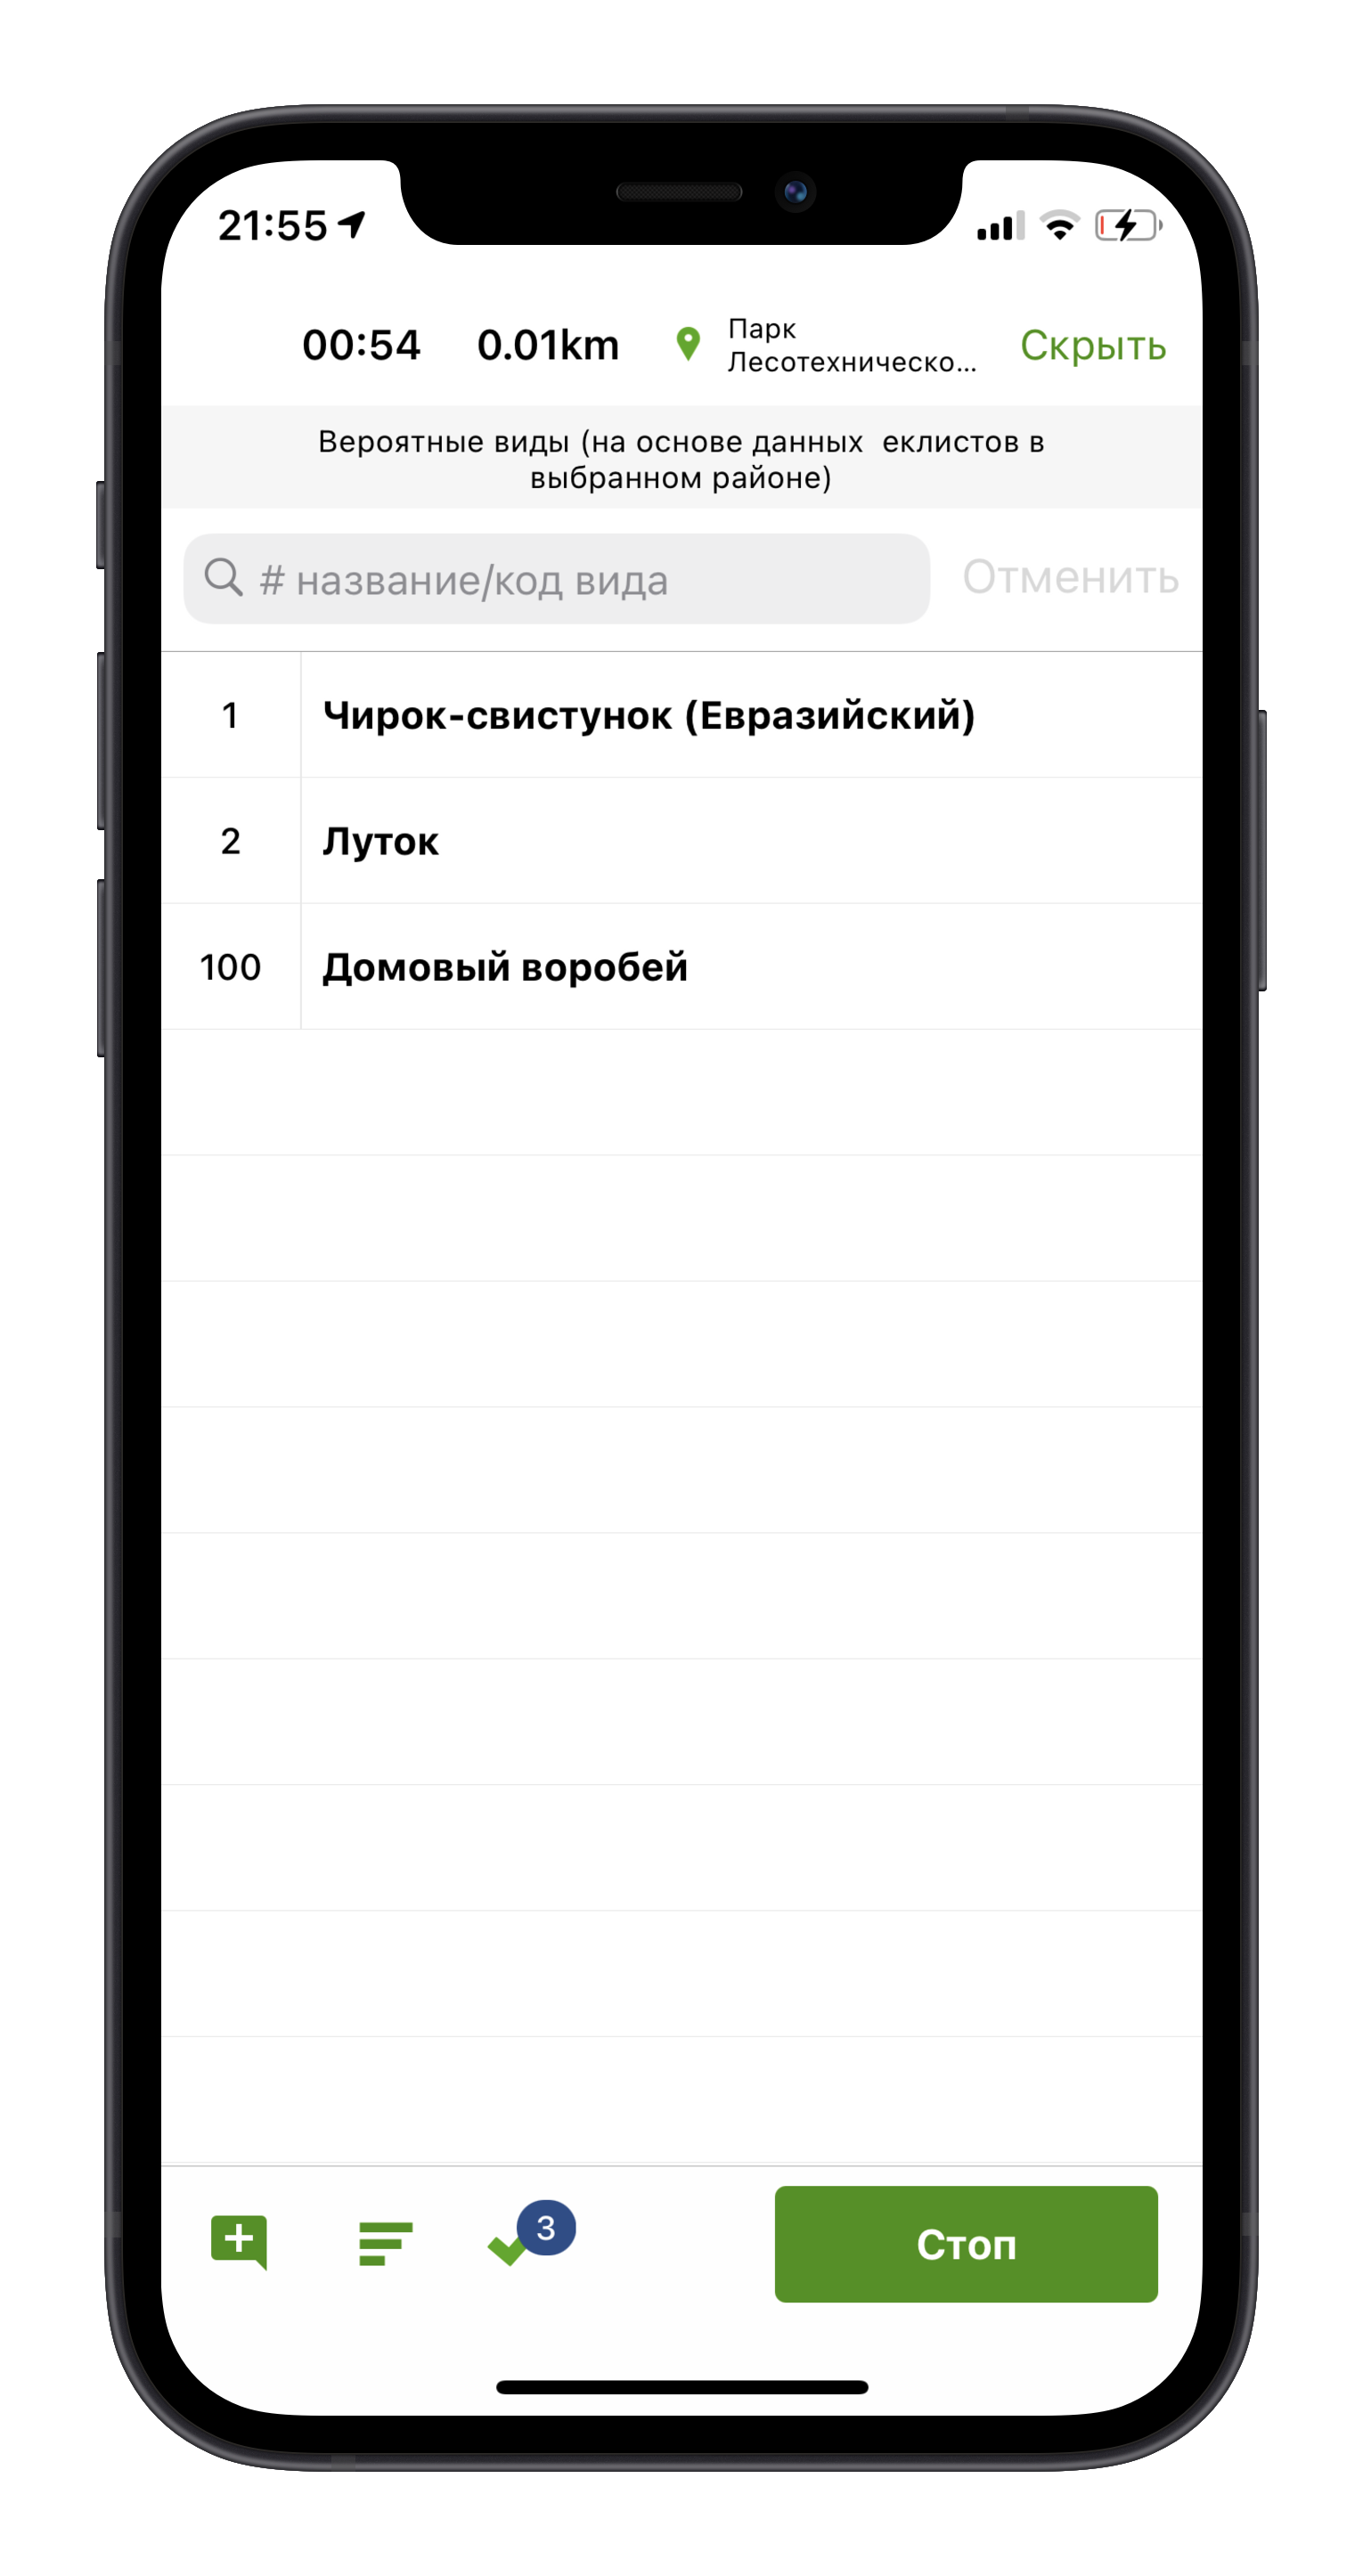 21:55
00:54 0.01km Парк Лесотехническо... Скрыть
Вероятные виды (на основе данных  еклистов в
выбранном районе)
# название/код вида Отменить
1 Чирок-свистунок (Евразийский)
2 Луток
100 Домовый воробей
3 Стоп